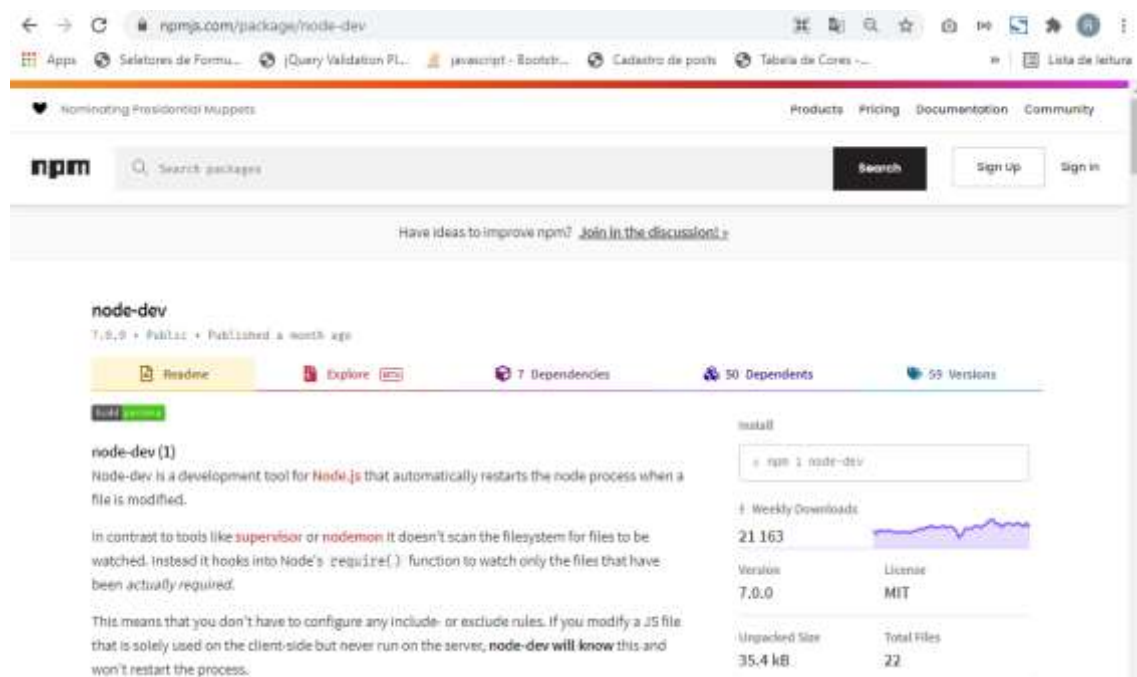 npmjs.com/package/node-dev
Apps Seletores de Formu... jQuery Validation Pl... javascript - Bootstr... Cadastro de posts Tabela de Cores -... » Lista de leitura
Nominating Presidential Muppets Products Pricing Documentation Community
npm Search packages Search Sign Up Sign in
Have ideas to improve npm? Join in the discussion! »
node-dev
7.0.0 • Public • Published a month ago
Readme Explore BETA 7 Dependencies 50 Dependents 59 Versions
build passing
node-dev (1)
Node-dev is a development tool for Node.js that automatically restarts the node process when a
file is modified.
In contrast to tools like supervisor or nodemon it doesn't scan the filesystem for files to be
watched. Instead it hooks into Node's require() function to watch only the files that have
been actually required.
This means that you don't have to configure any include- or exclude rules. If you modify a JS file
that is solely used on the client-side but never run on the server, node-dev will know this and
won't restart the process.
Install
> npm i node-dev
Weekly Downloads
21 163
Version License
7.0.0 MIT
Unpacked Size Total Files
35.4 kB 22